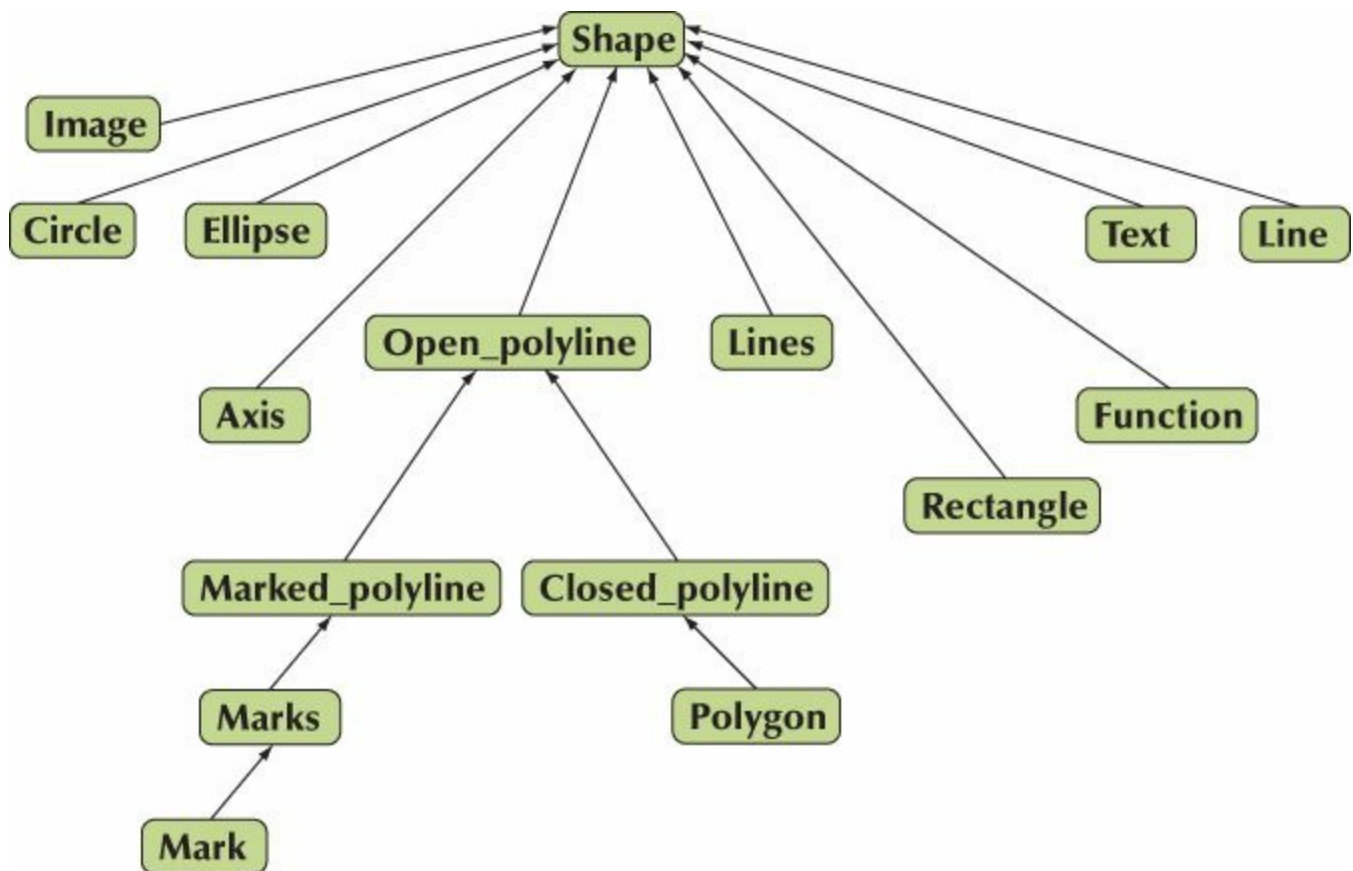 Shape
Image
Circle
Ellipse
Text
Line
Open_polyline
Lines
Axis
Function
Rectangle
Marked_polyline
Closed_polyline
Marks
Polygon
Mark